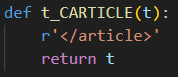 def t_CARTICLE(t):
    r'</article>'
    return t